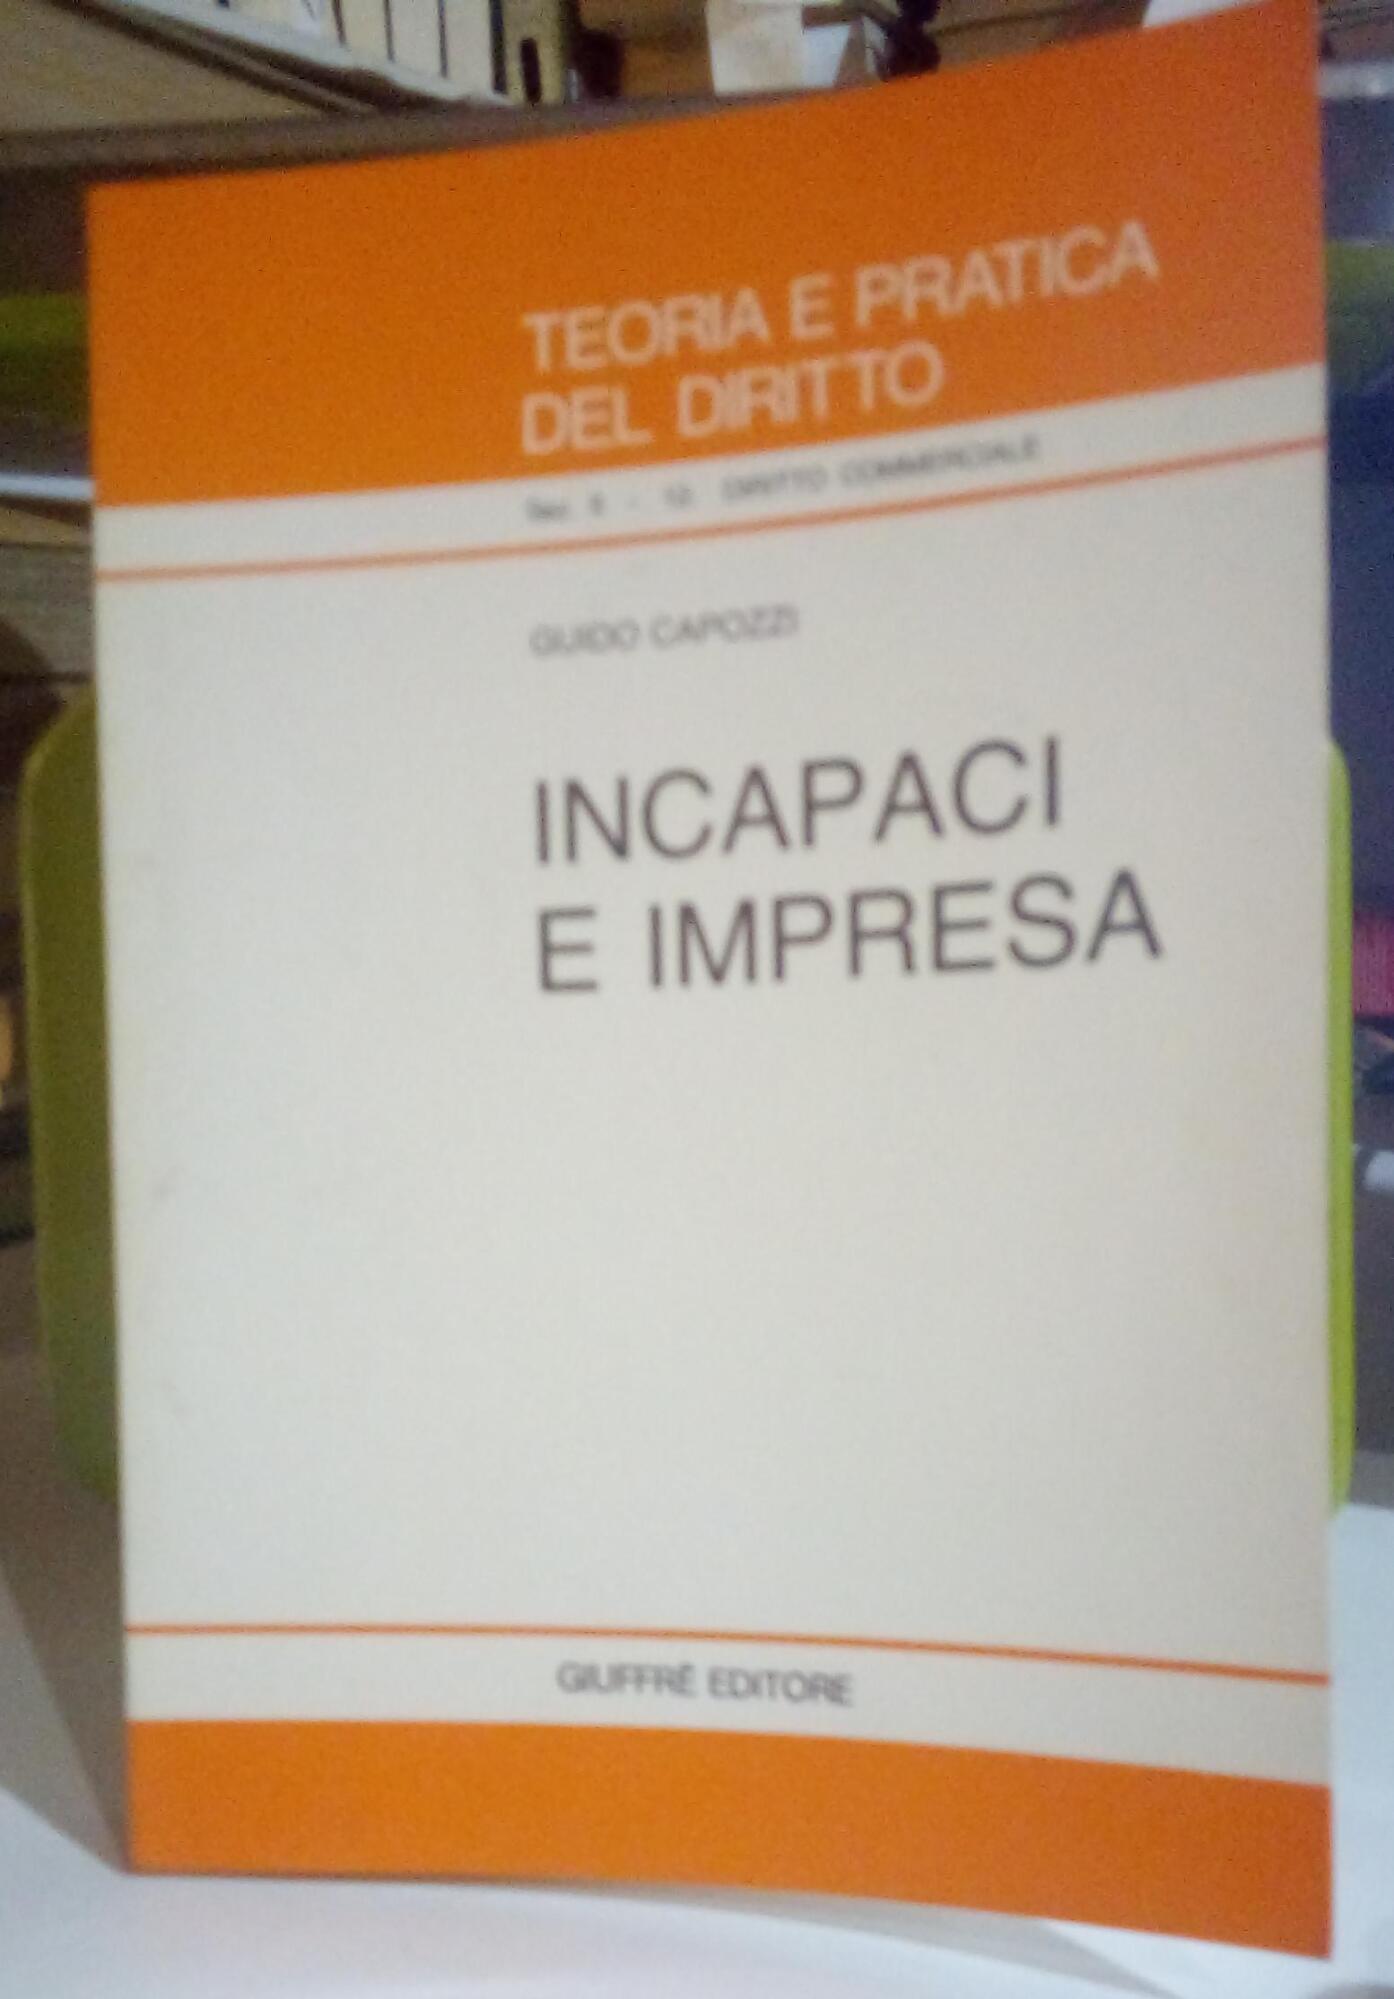 TEORIA E PRATICA
DEL DIRITTO
DIRITTO COMMERCIALE
GUIDO CAPOZZI
INCAPACI
E IMPRESA
GIUFFRÈ EDITORE